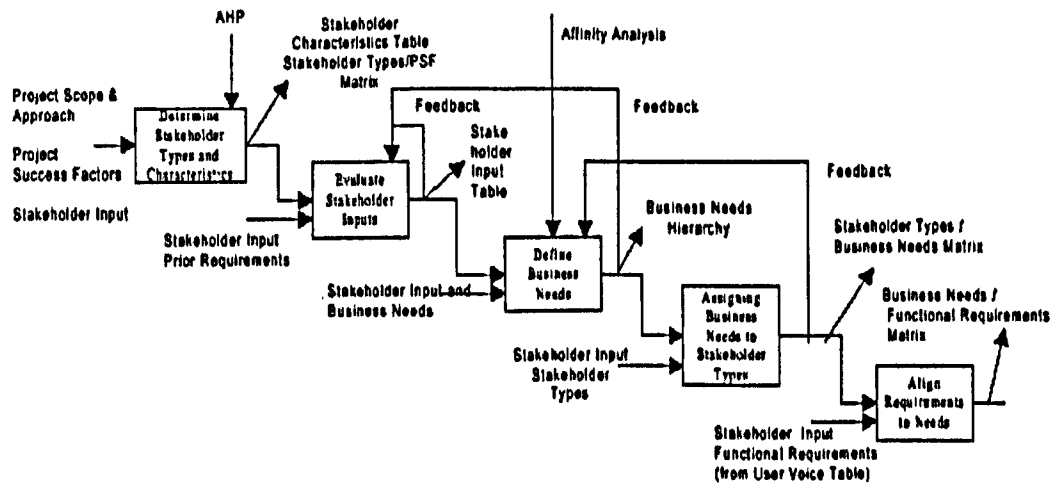 AHP
Stakeholder
Characteristics Table
Stakeholder Types/PSF
Matrix
Affinity Analysis
Project Scope &
Approach
Project
Success Factors
Stakeholder Input
Determine
Stakeholder
Types and
Characteristics
Feedback
Stake
holder
Input
Table
Feedback
Evaluate
Stakeholder
Inputs
Stakeholder Input
Prior Requirements
Feedback
Business Needs
Hierarchy
Define
Business
Needs
Stakeholder Input and
Business Needs
Stakeholder Types /
Business Needs Matrix
Assigning
Business
Needs to
Stakeholder
Types
Stakeholder Input
Stakeholder
Types
Business Needs /
Functional Requirements
Matrix
Align
Requirements
to Needs
Stakeholder Input
Functional Requirements
(from User Voice Table)